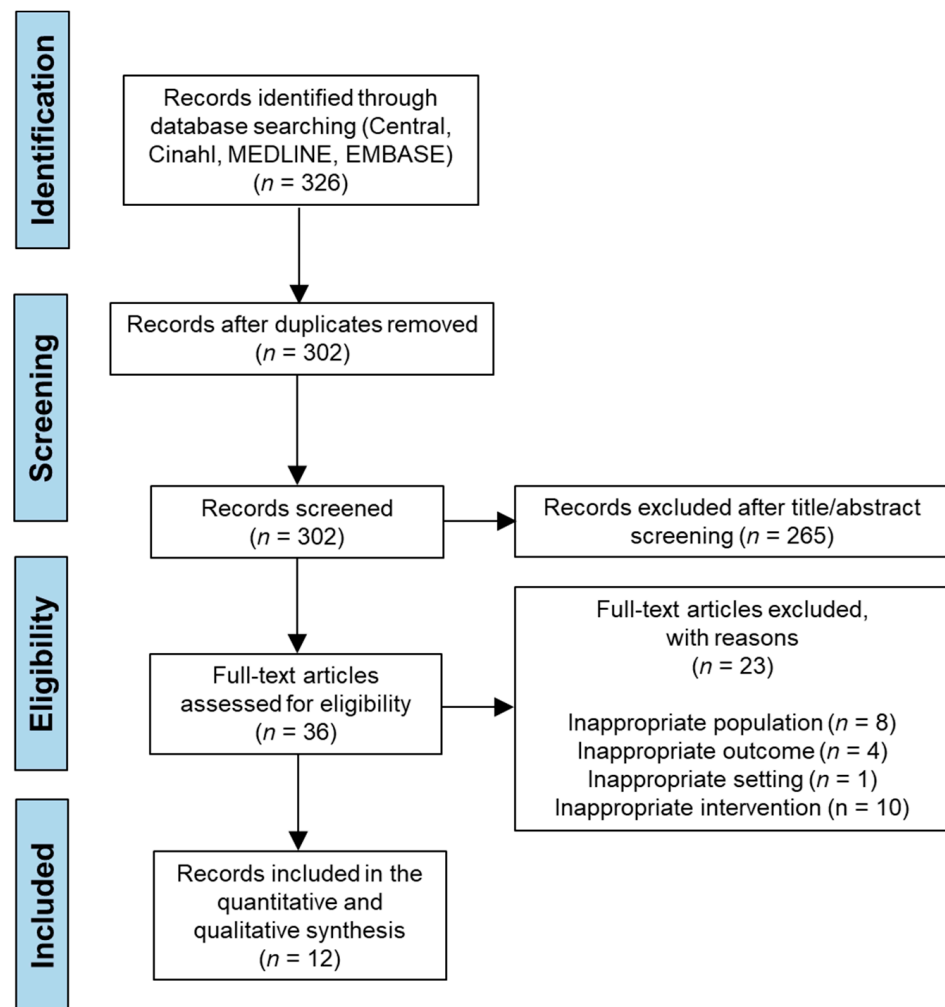 Identification
Records identified through
database searching (Central,
Cinahl, MEDLINE, EMBASE)
(n = 326)
Screening
Records after duplicates removed
(n = 302)
Records screened
(n = 302)
Records excluded after title/abstract
screening (n = 265)
Eligibility
Full-text articles
assessed for eligibility
(n = 36)
Full-text articles excluded,
with reasons
(n = 23)
Inappropriate population (n = 8)
Inappropriate outcome (n = 4)
Inappropriate setting (n = 1)
Inappropriate intervention (n = 10)
Included
Records included in the
quantitative and
qualitative synthesis
(n = 12)